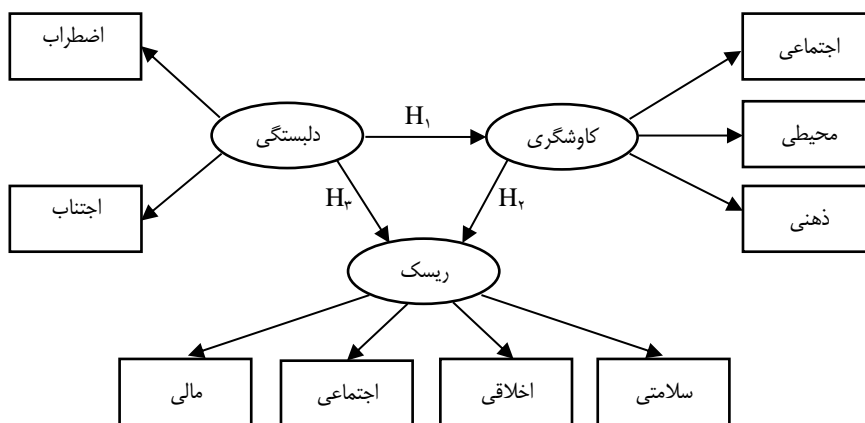 اجتماعی
اضطراب
H۱
دلبستگی
کاوشگری
محیطی
اجتناب
H۳
H۲
ذهنی
ریسک
سلامتی
اخلاقی
اجتماعی
مالی